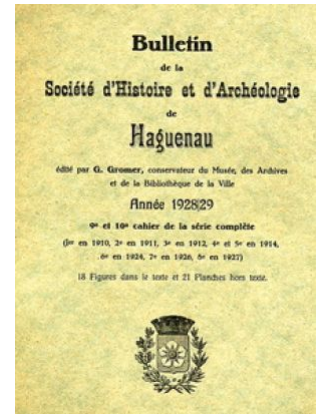 Bulletin
de la
Société d'Histoire et d'Archéologie
de
Haguenau
édité par G. Gromer, conservateur du Musée, des Archives
et de la Bibliothèque de la Ville
Année 1928|29
9e et 10e cahier de la série complète
(1er en 1910, 2e en 1911, 3e en 1912, 4e et 5e en 1914,
6e en 1924, 7e en 1926, 8e en 1927)
18 Figures dans le texte et 21 Planches hors texte.